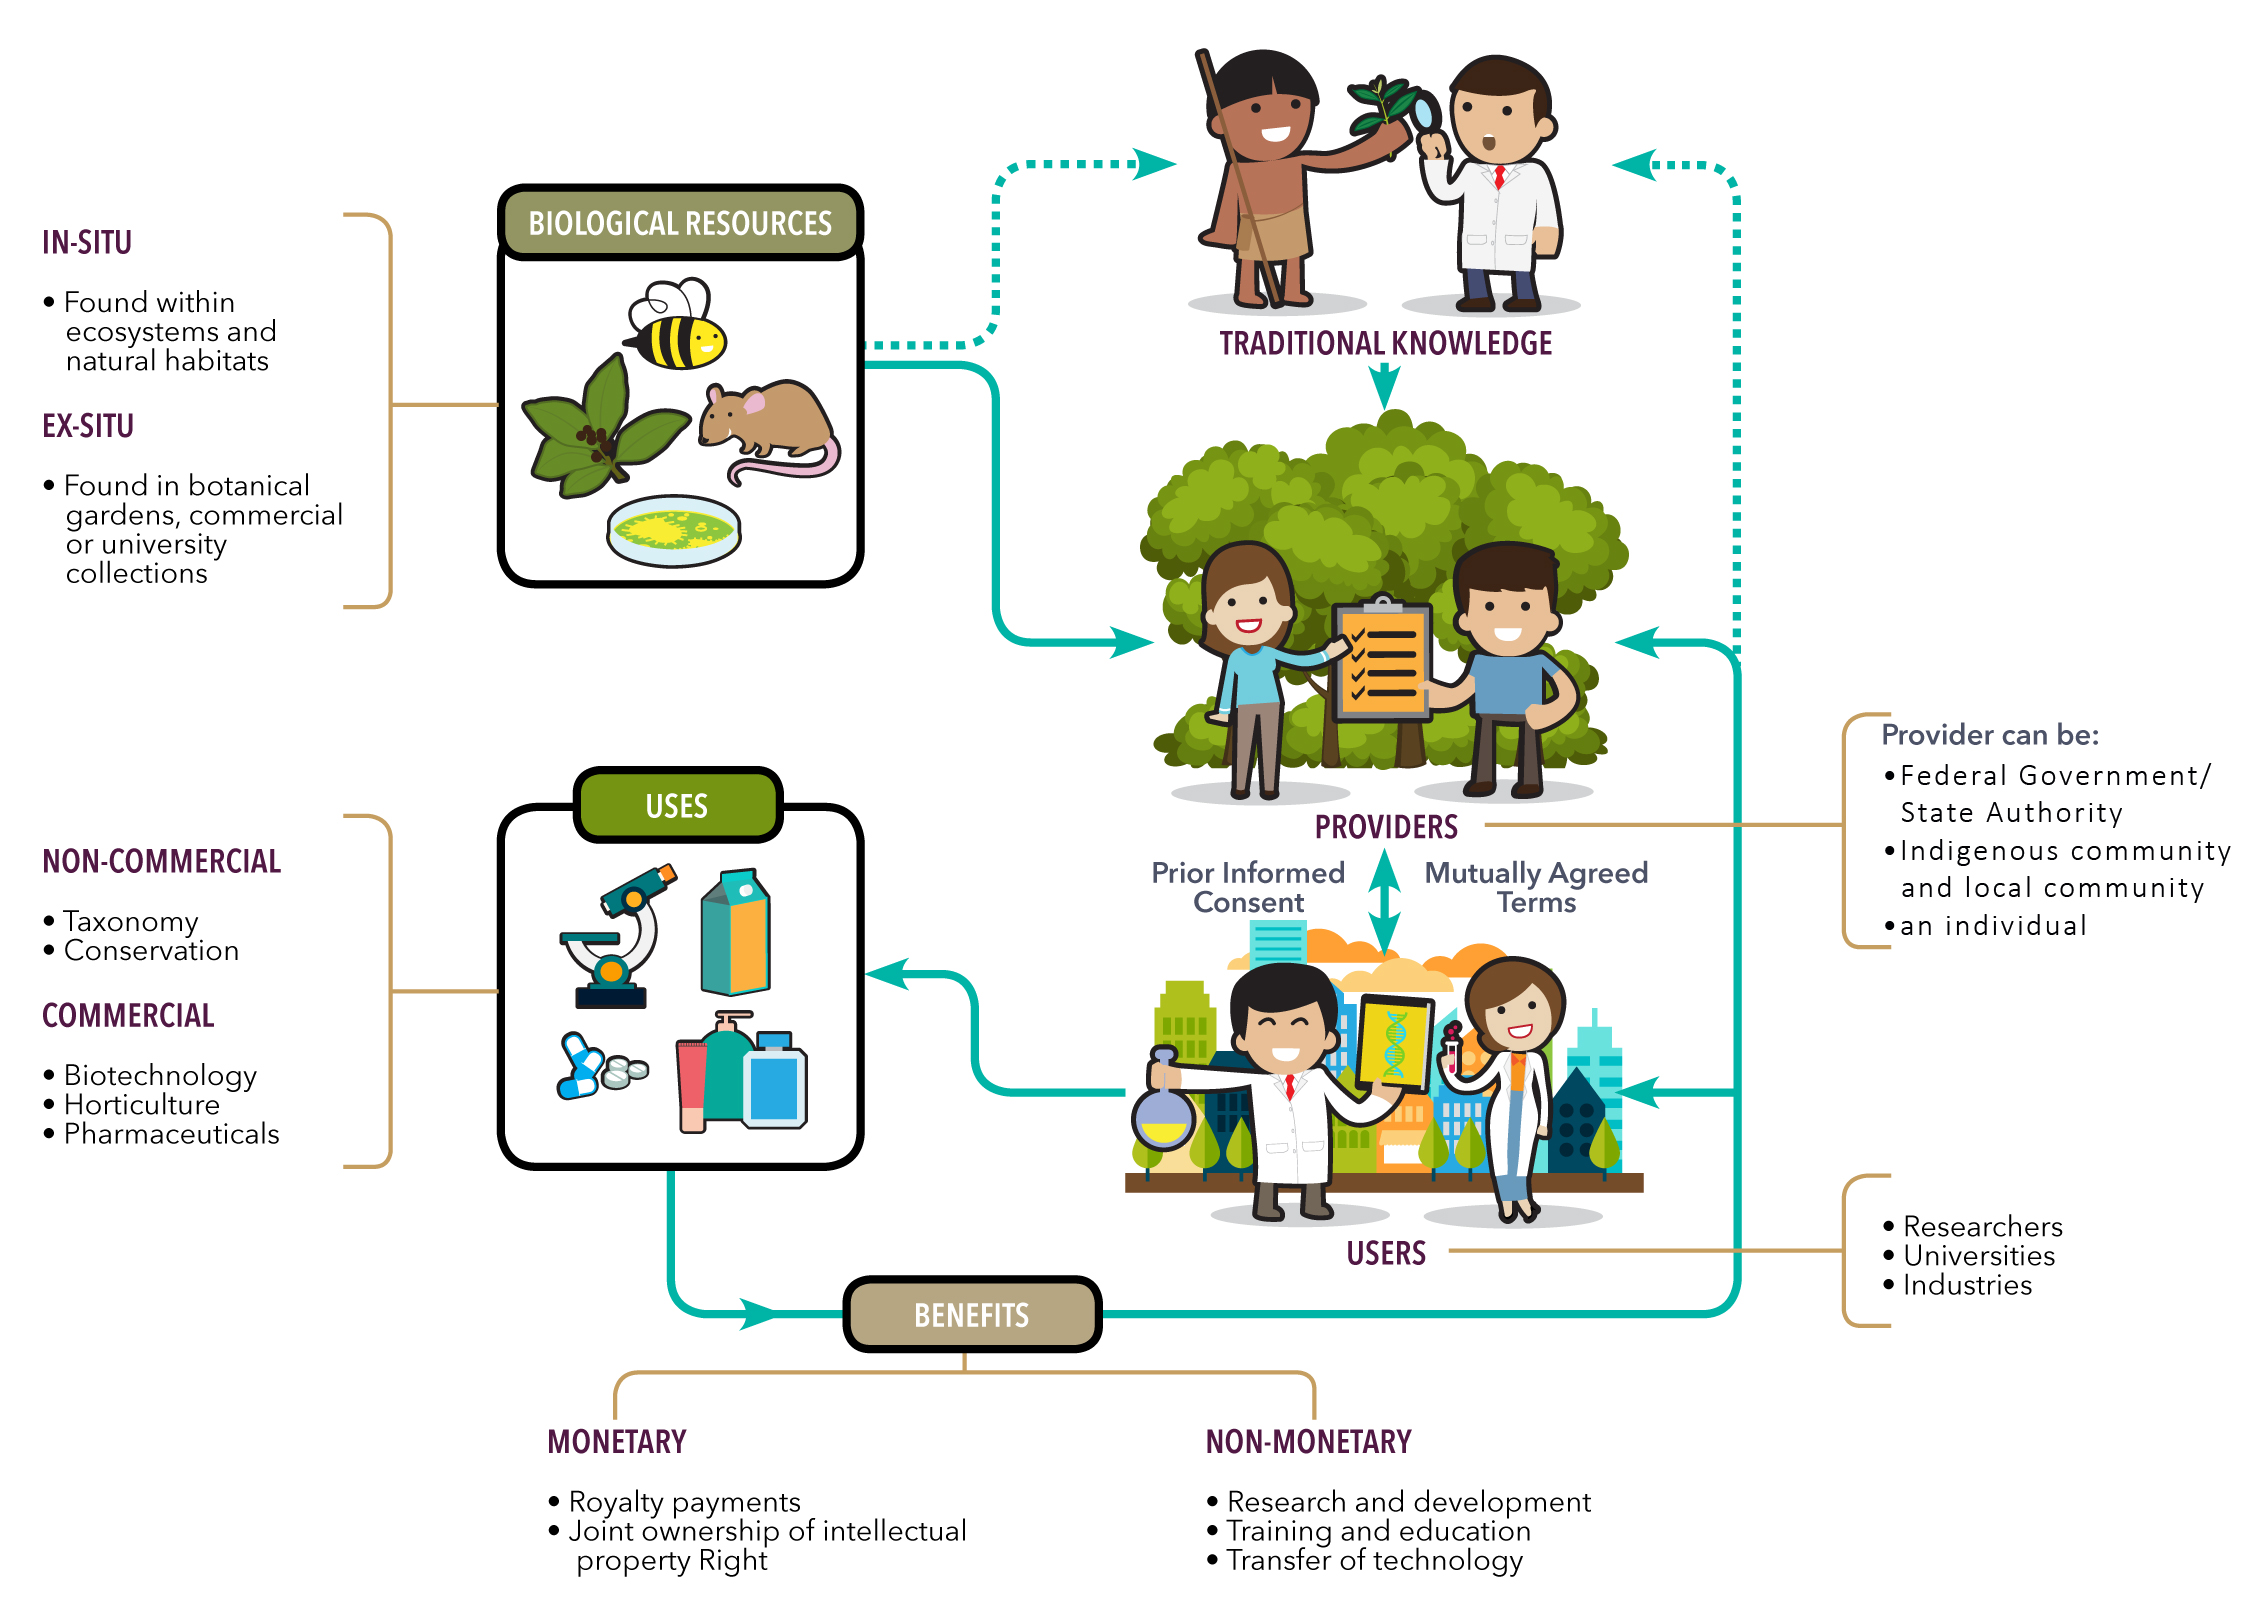 BIOLOGICAL RESOURCES
IN-SITU
• Found within
ecosystems and
natural habitats
EX-SITU
• Found in botanical
gardens, commercial
or university
collections
TRADITIONAL KNOWLEDGE
PROVIDERS
Provider can be:
•Federal Government/
State Authority
•Indigenous community
and local community
•an individual
Prior Informed
Consent
Mutually Agreed
Terms
USERS
• Researchers
• Universities
• Industries
USES
NON-COMMERCIAL
• Taxonomy
• Conservation
COMMERCIAL
• Biotechnology
• Horticulture
• Pharmaceuticals
BENEFITS
MONETARY
• Royalty payments
• Joint ownership of intellectual
property Right
NON-MONETARY
• Research and development
• Training and education
• Transfer of technology